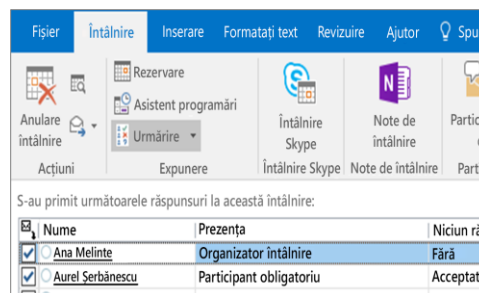 Fișier Întâlnire Inserare Formatați text Revizuire Ajutor
Rezervare
Asistent programări
Urmărire
Anulare întâlnire
Întâlnire Skype
Note de întâlnire
Acțiuni Expunere Întâlnire Skype Note de întâlnire
S-au primit următoarele răspunsuri la această întâlnire:
Nume Prezența Niciun
Ana Melinte Organizator întâlnire Fără
Aurel Șerbănescu Participant obligatoriu Acceptat